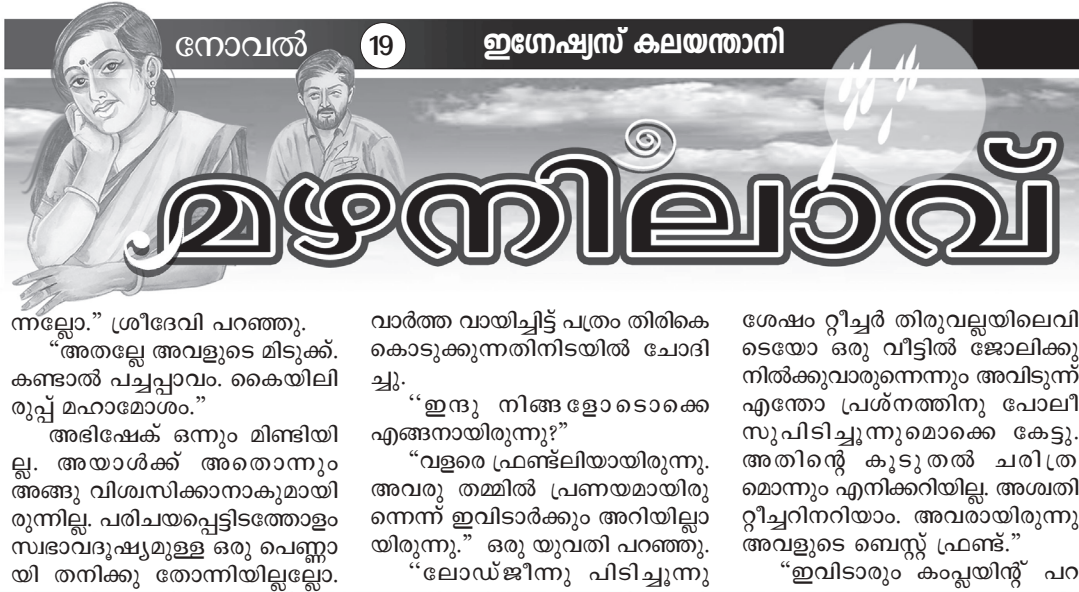 നോവൽ 19 ഇഗ്നേഷ്യസ് കലയന്താനി
മഴനിലാവ്
ന്നല്ലോ.” ശ്രീദേവി പറഞ്ഞു.
“അതല്ലേ അവളുടെ മിടുക്ക്.
കണ്ടാൽ പച്ചപ്പാവം. കൈയിലി
രുപ്പ് മഹാമോശം.”
അഭിഷേക് ഒന്നും മിണ്ടിയി
ല്ല. അയാൾക്ക് അതൊന്നും
അങ്ങു വിശ്വസിക്കാനാകുമായി
രുന്നില്ല. പരിചയപ്പെട്ടിടത്തോളം
സ്വഭാവദൂഷ്യമുള്ള ഒരു പെണ്ണാ
യി തനിക്കു തോന്നിയില്ലല്ലോ.
വാർത്ത വായിച്ചിട്ട് പത്രം തിരികെ
കൊടുക്കുന്നതിനിടയിൽ ചോദി
ച്ചു.
‘‘ഇന്ദു നിങ്ങളോടൊക്കെ
എങ്ങനായിരുന്നു?”
“വളരെ ഫ്രണ്ട്‌ലിയായിരുന്നു.
അവരു തമ്മിൽ പ്രണയമായിരു
ന്നെന്ന് ഇവിടാർക്കും അറിയില്ലാ
യിരുന്നു.” ഒരു യുവതി പറഞ്ഞു.
‘‘ലോഡ്ജീന്നു പിടിച്ചൂന്നു
ശേഷം റ്റീച്ചർ തിരുവല്ലയിലെവി
ടെയോ ഒരു വീട്ടിൽ ജോലിക്കു
നിൽക്കുവാരുന്നെന്നും അവിടുന്ന്
എന്തോ പ്രശ്നത്തിനു പോലീ
സുപിടിച്ചൂന്നുമൊക്കെ കേട്ടു.
അതിന്റെ കൂടുതൽ ചരിത്ര
മൊന്നും എനിക്കറിയില്ല. അശ്വതി
റ്റീച്ചറിനറിയാം. അവരായിരുന്നു
അവളുടെ ബെസ്റ്റ് ഫ്രണ്ട്.”
“ഇവിടാരും കംപ്ലയിന്റ് പറ